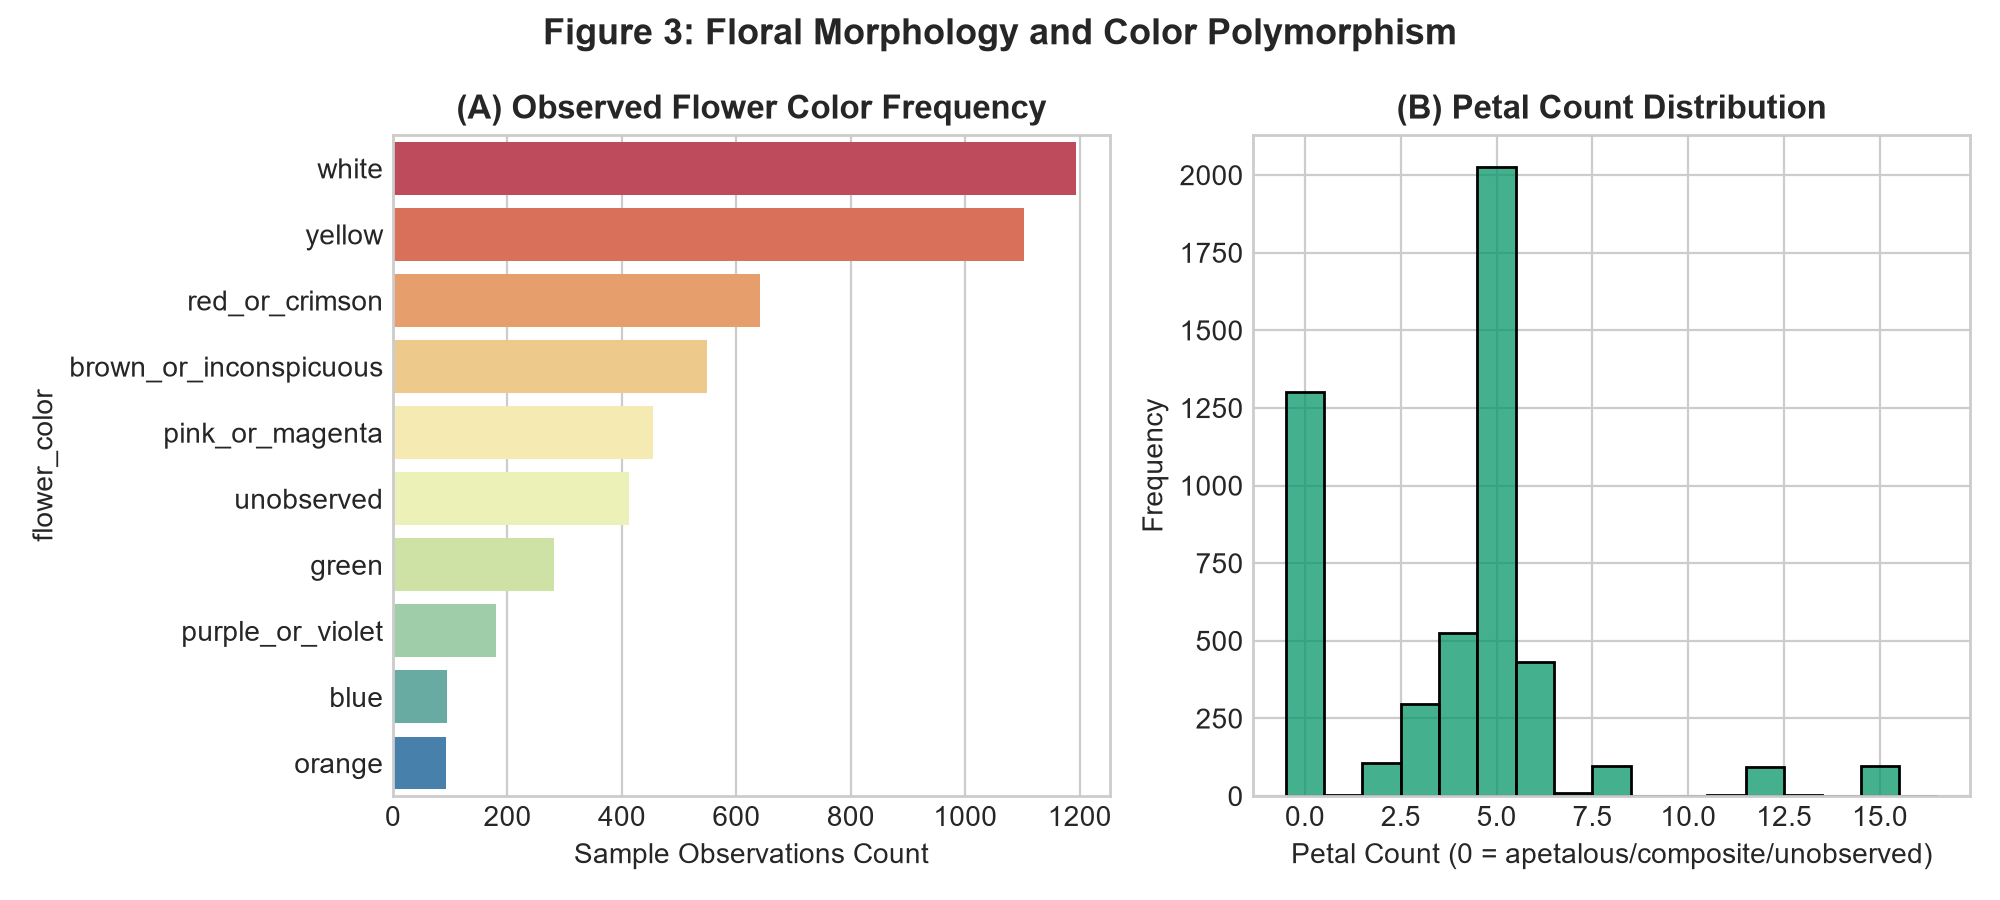 Figure 3: Floral Morphology and Color Polymorphism
(A) Observed Flower Color Frequency
flower_color
white
yellow
red_or_crimson
brown_or_inconspicuous
pink_or_magenta
unobserved
green
purple_or_violet
blue
orange
0 200 400 600 800 1000 1200
Sample Observations Count
(B) Petal Count Distribution
Frequency
2000
1750
1500
1250
1000
750
500
250
0
0.0 2.5 5.0 7.5 10.0 12.5 15.0
Petal Count (0 = apetalous/composite/unobserved)